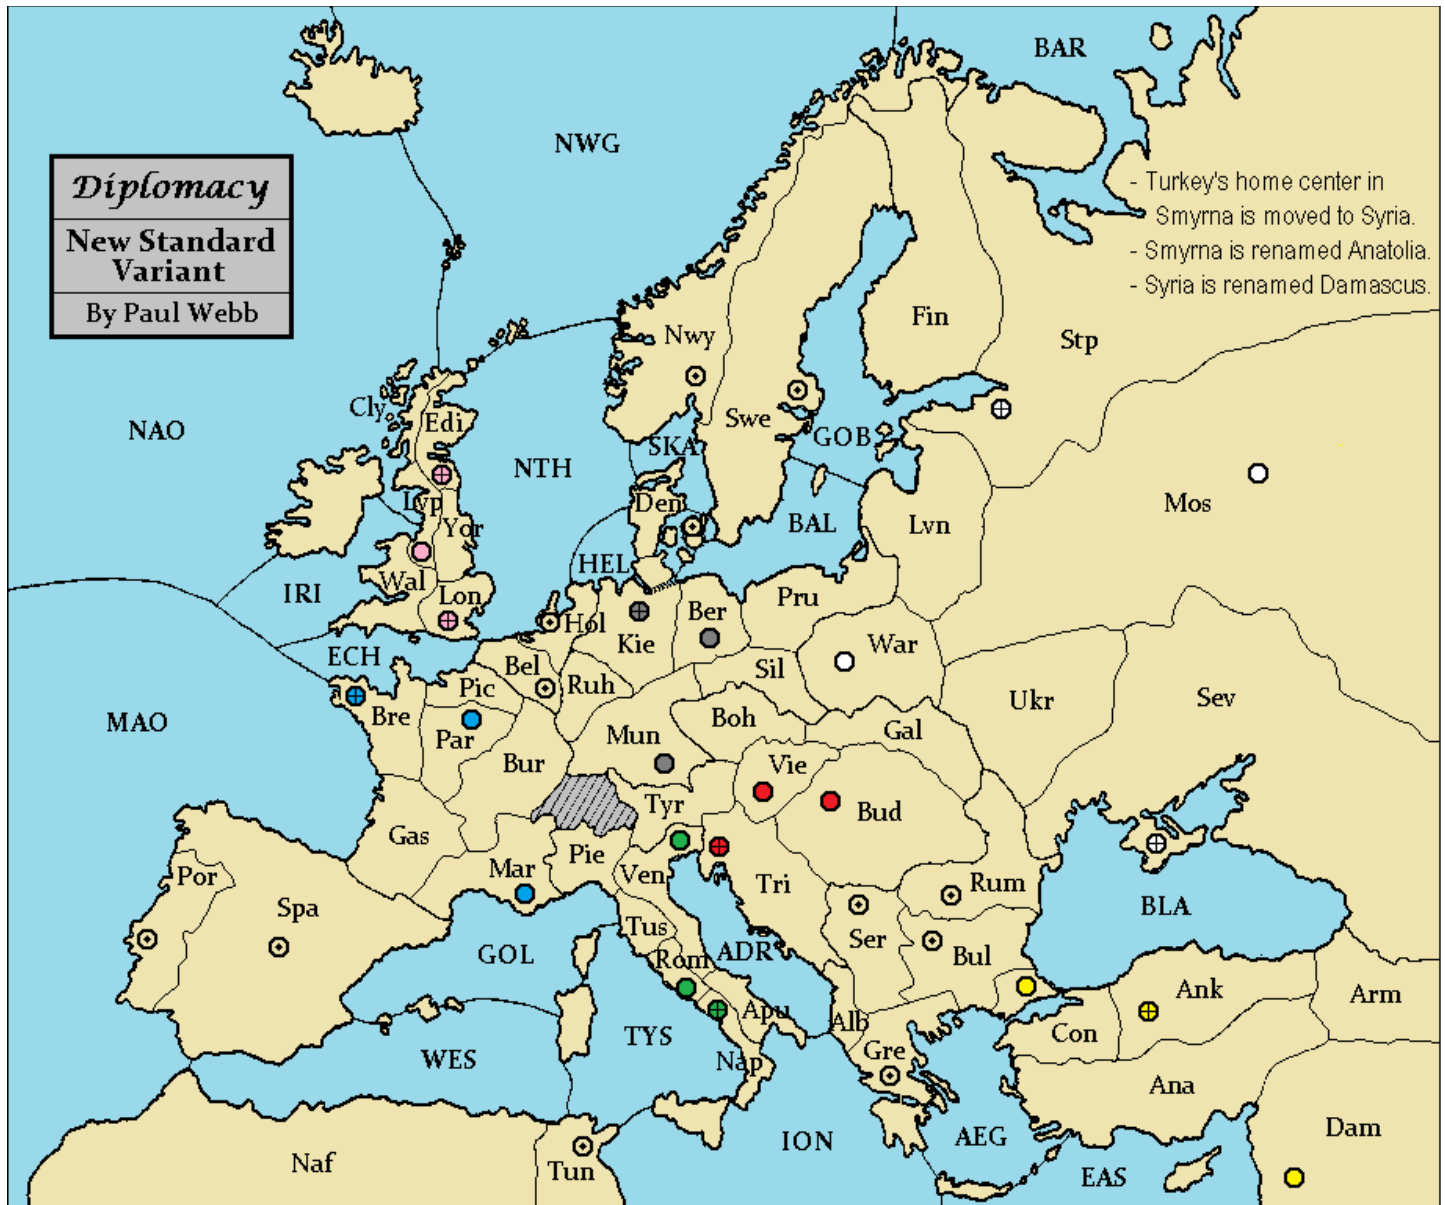 BAR
NWG
Diplomacy
New Standard
Variant
By Paul Webb
- Turkey's home center in
Smyrna is moved to Syria.
- Smyrna is renamed Anatolia.
- Syria is renamed Damascus.
Fin
Nwy
Stp
Cly
Edi
NAO
Swe
GOB
SKA
NTH
Lyp
Den
Yor
BAL
Lvn
Mos
HEL
Wal
IRI
Lon
Hol
Kie
Ber
Pru
War
ECH
Bel
Ruh
Sil
Pic
Bre
MAO
Par
Mun
Boh
Gal
Ukr
Sev
Bur
Vie
Tyr
Bud
Gas
Pie
Mar
Ven
Tri
Rum
Por
Spa
BLA
Tus
Ser
Bul
GOL
Rom
ADR
Ank
Arm
Apu
Alb
Con
TYS
WES
Nap
Gre
Ana
Dam
AEG
ION
Naf
Tun
EAS